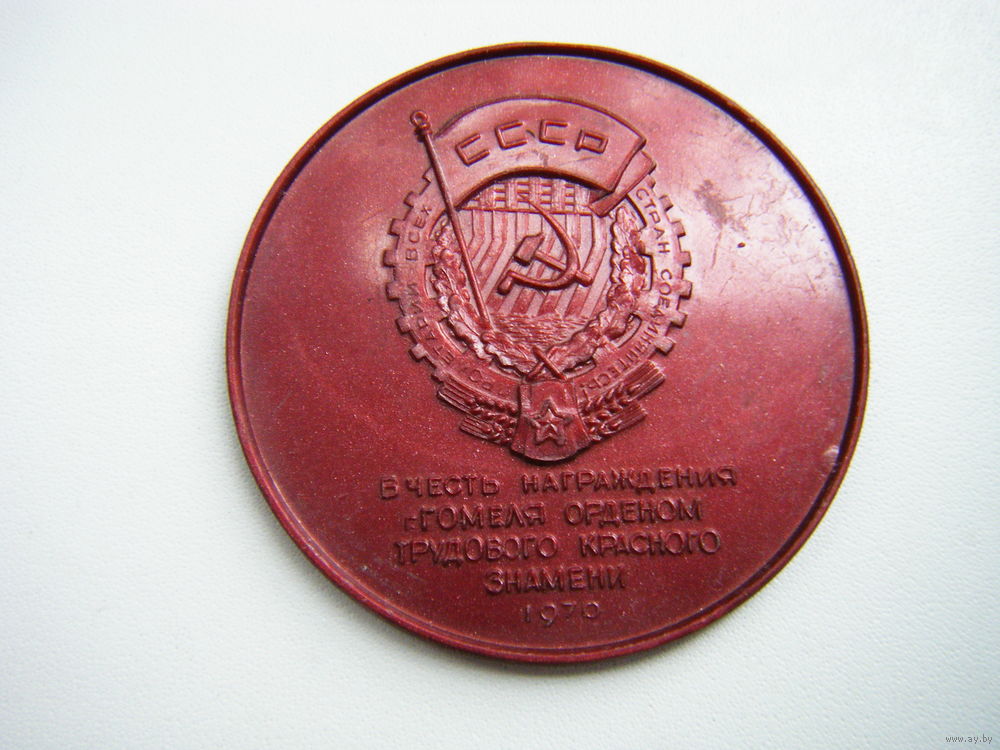 СССР
ПРОЛЕТАРИИ ВСЕХ СТРАН СОЕДИНЯЙТЕСЬ!
В ЧЕСТЬ НАГРАЖДЕНИЯ
г.ГОМЕЛЯ ОРДЕНОМ
ТРУДОВОГО КРАСНОГО
ЗНАМЕНИ
1970
www.ay.by